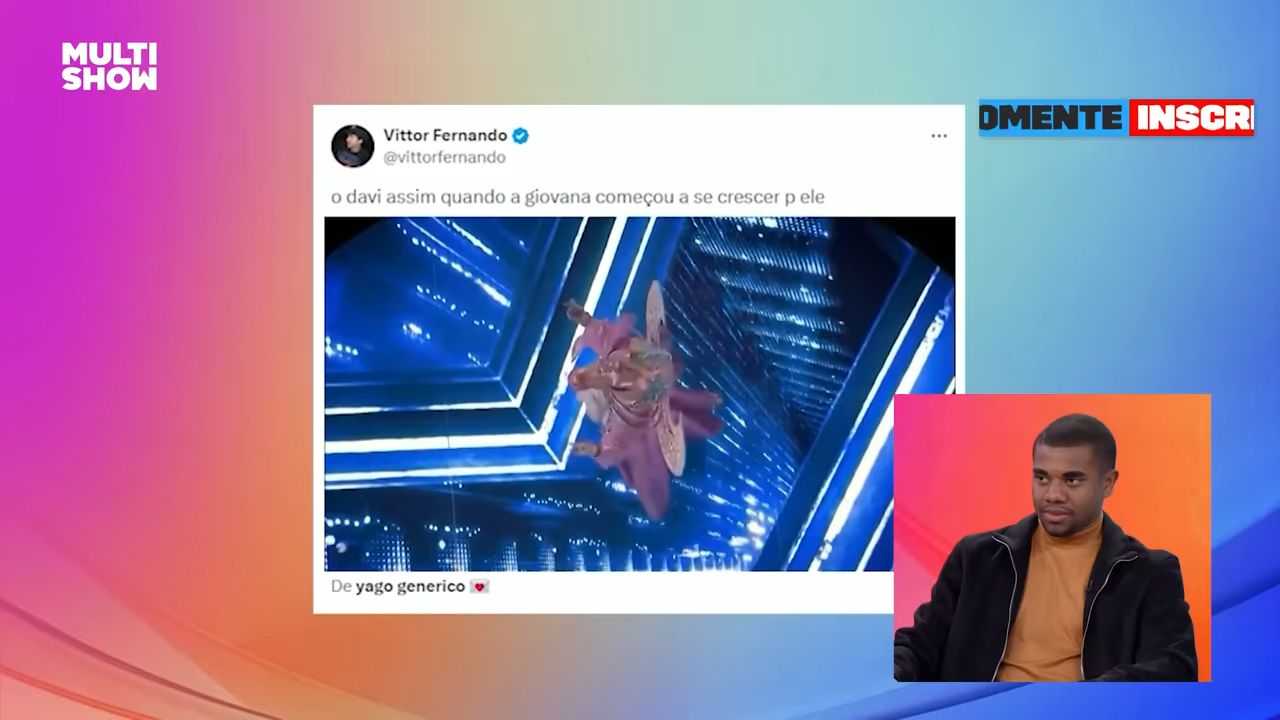 MULTI
SHOW
OMENTE INSCR
Vittor Fernando
@vittorfernando
...
o davi assim quando a giovana começou a se crescer p ele
De yago generico 💌